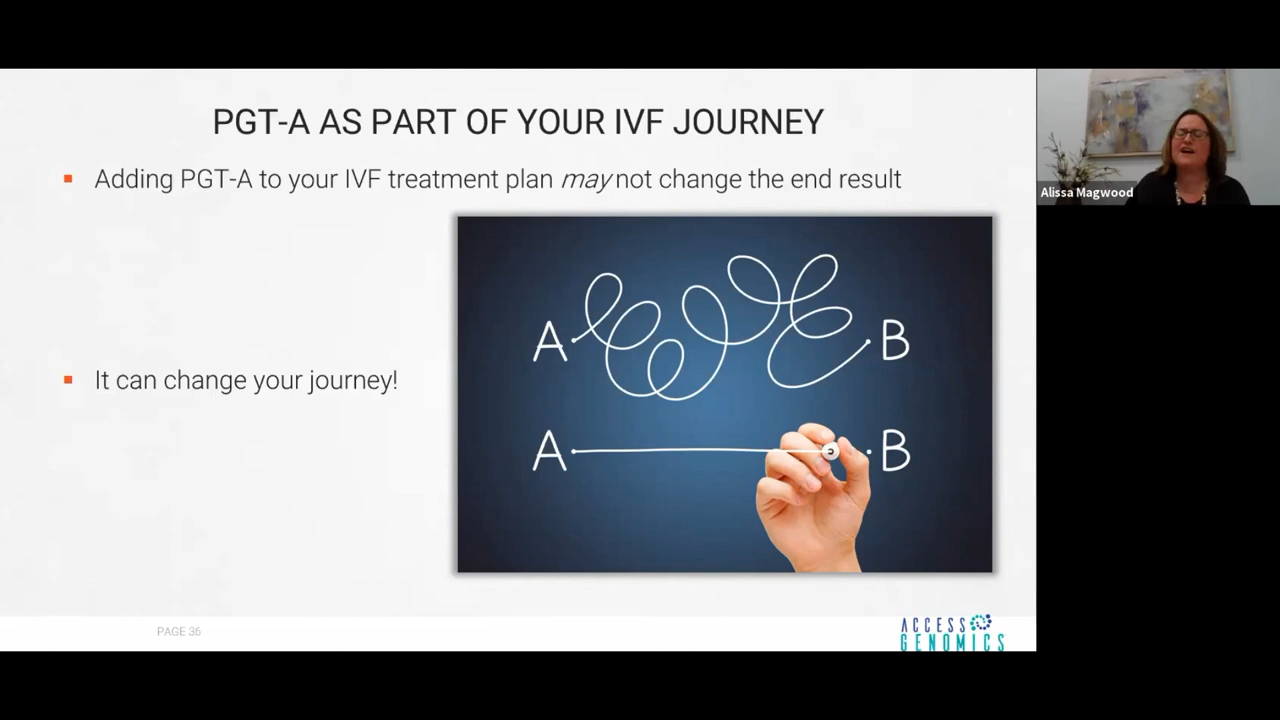 PGT-A AS PART OF YOUR IVF JOURNEY
Adding PGT-A to your IVF treatment plan may not change the end result
A B
It can change your journey!
A B
PAGE 36
ACCESS
GENOMICS
Alissa Magwood